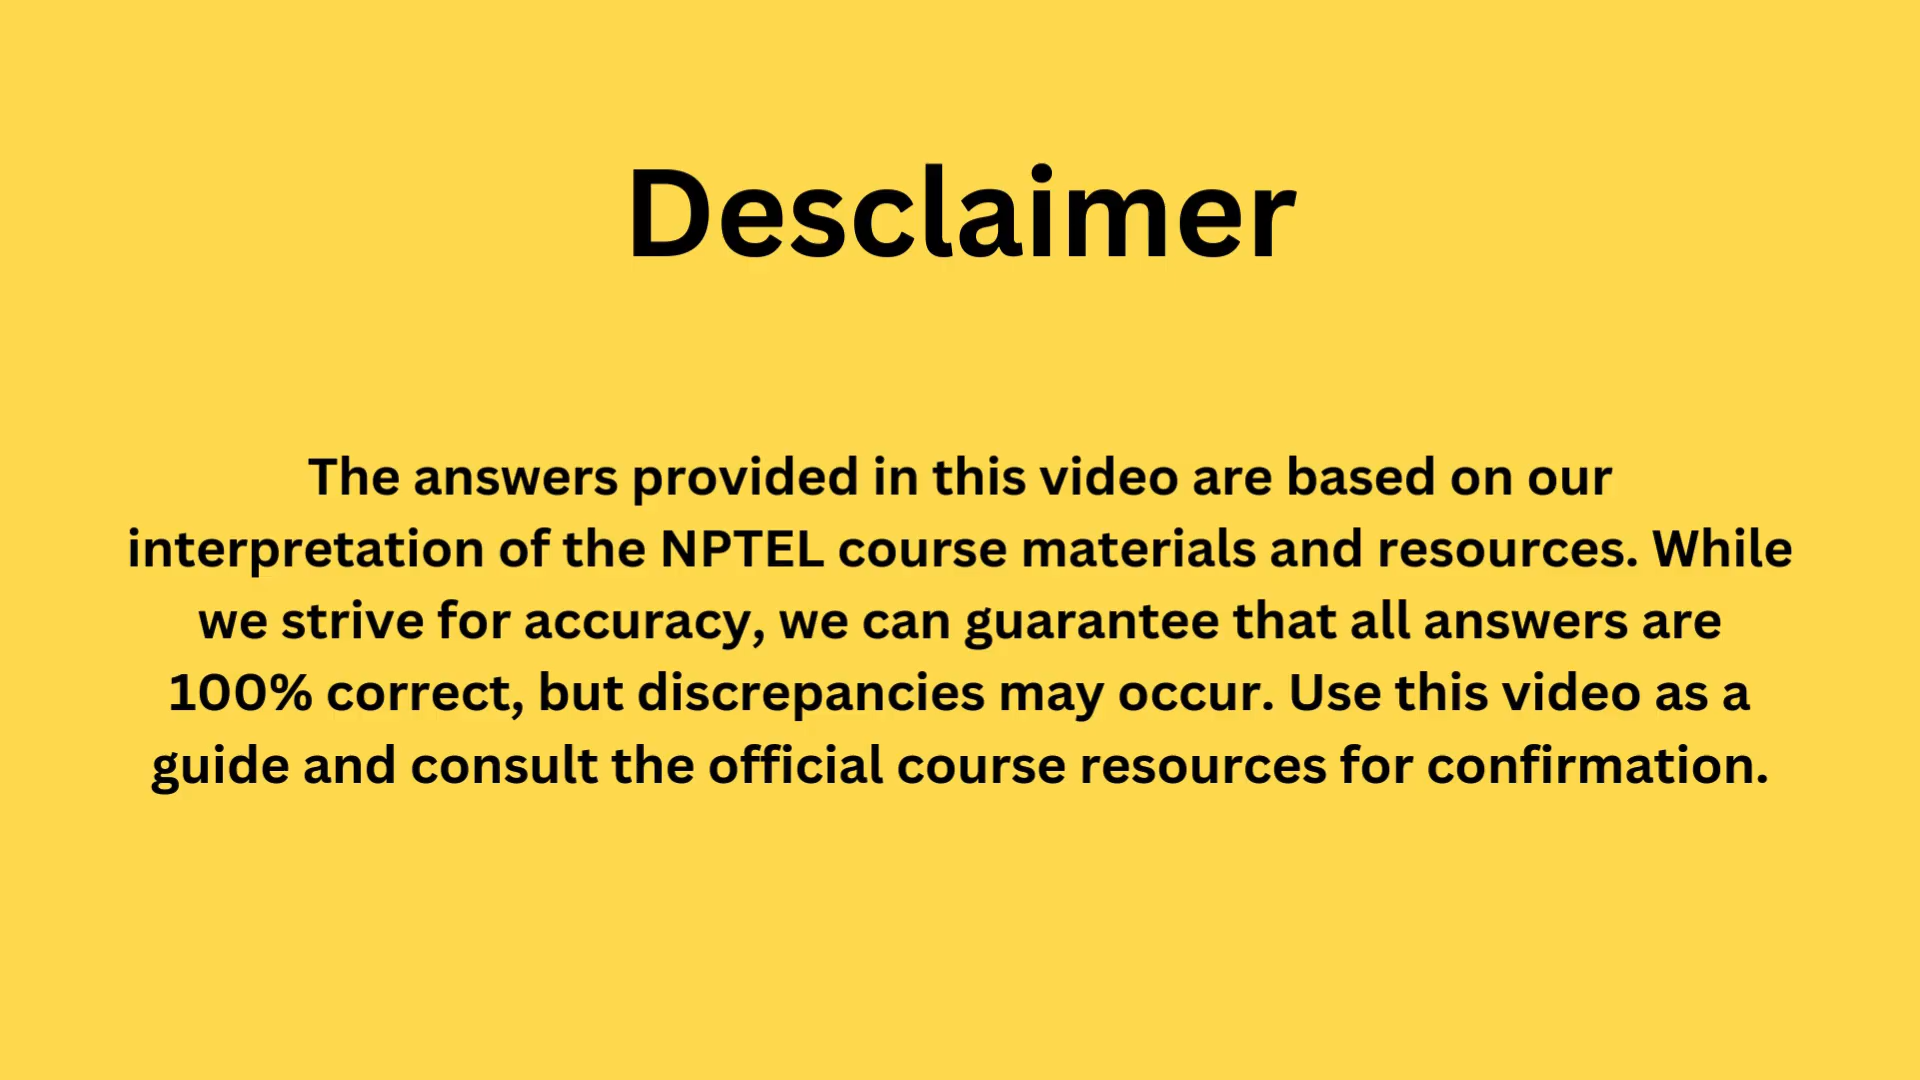 Desclaimer
The answers provided in this video are based on our
interpretation of the NPTEL course materials and resources. While
we strive for accuracy, we can guarantee that all answers are
100% correct, but discrepancies may occur. Use this video as a
guide and consult the official course resources for confirmation.